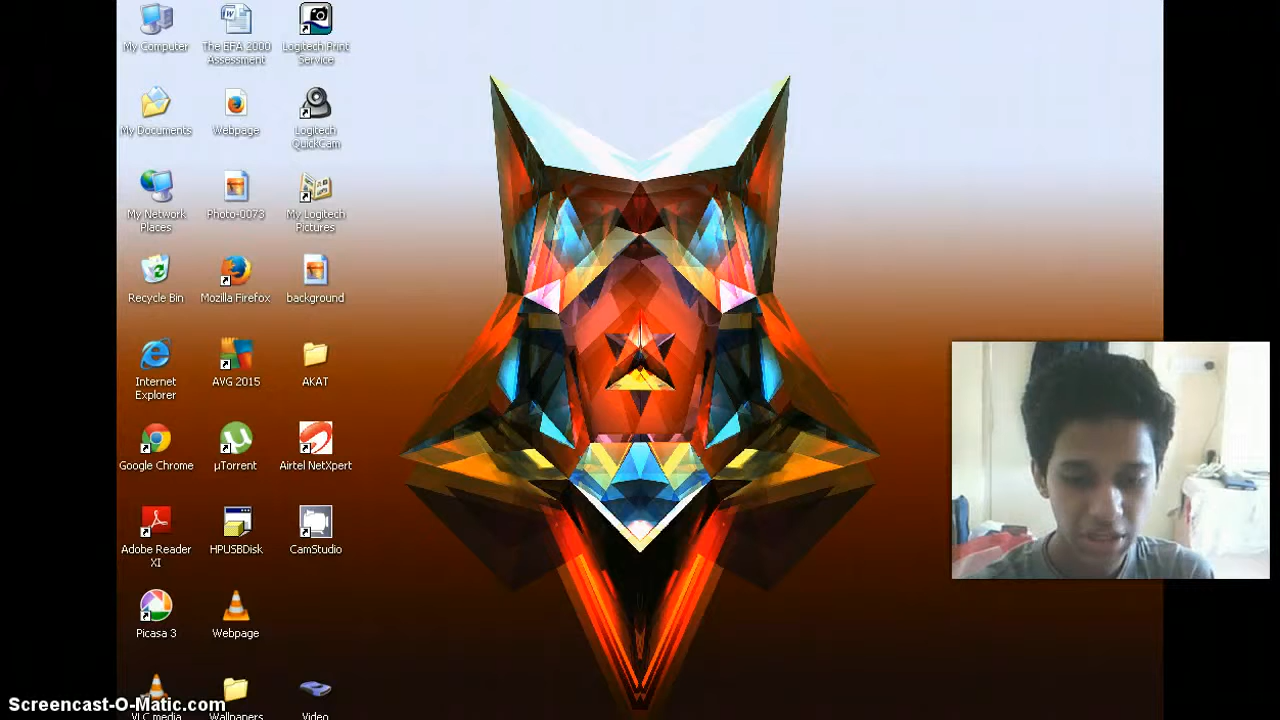 My Computer
The EFA 2000
Assessment
Logitech Print
Service
My Documents
Webpage
Logitech
QuickCam
My Network
Places
Photo-0073
My Logitech
Pictures
Recycle Bin
Mozilla Firefox
background
Internet
Explorer
AVG 2015
AKAT
Google Chrome
µTorrent
Airtel NetXpert
Adobe Reader
XI
HPUSBDisk
CamStudio
Picasa 3
Webpage
VLC media
Wallpapers
Video
Screencast-O-Matic.com